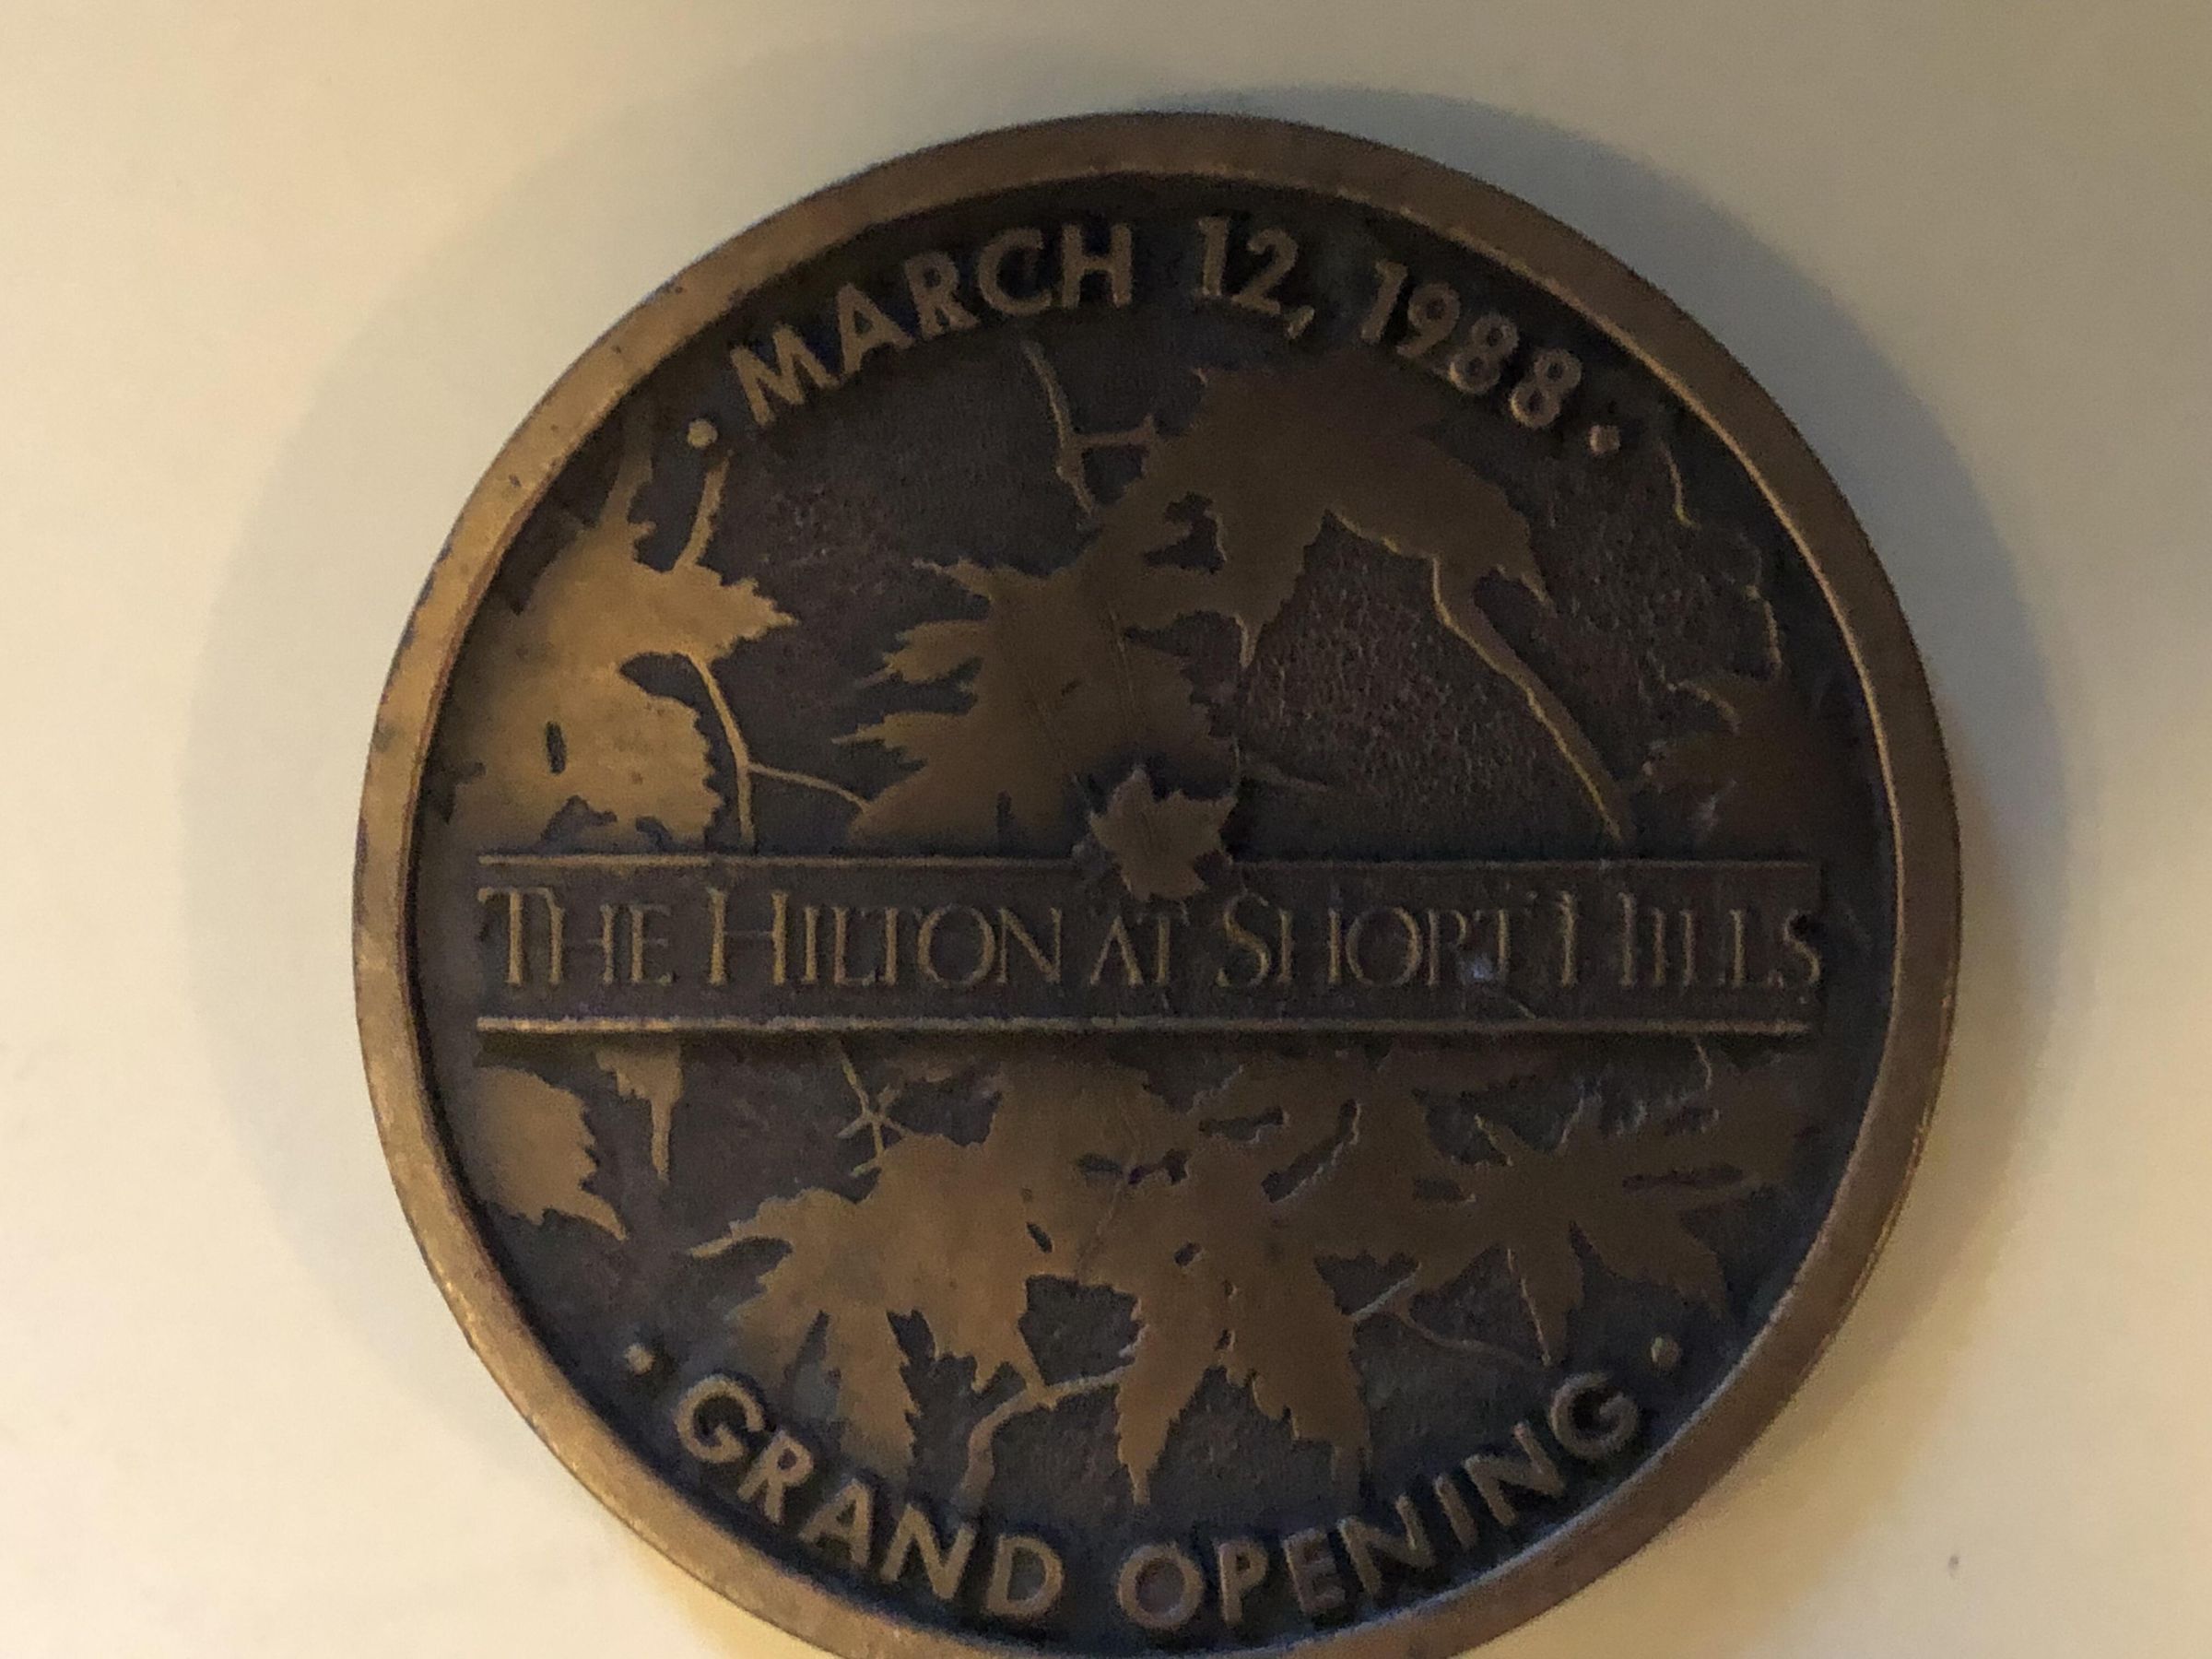 • MARCH 12, 1988 •
THE HILTON AT SHORT HILLS
• GRAND OPENING •